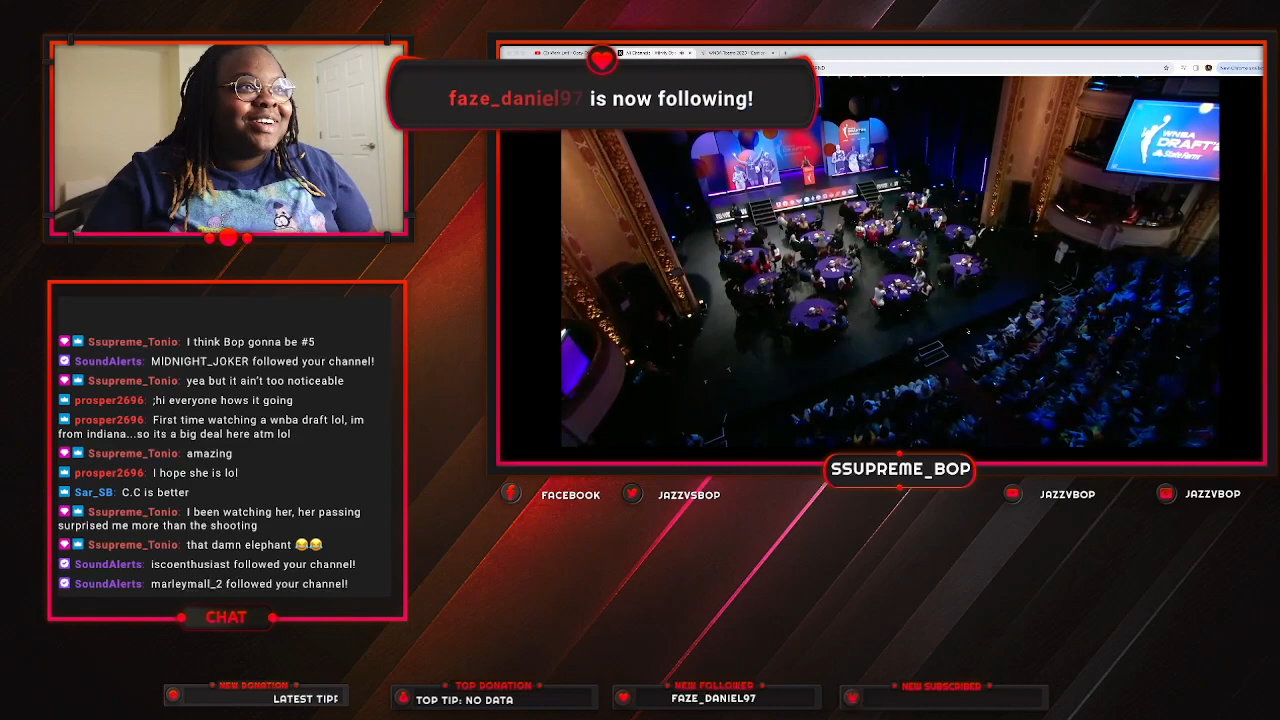 faze_daniel97 is now following!
WNBA
DRAFT
State Farm
Ssupreme_Tonio: I think Bop gonna be #5
SoundAlerts: MIDNIGHT_JOKER followed your channel!
Ssupreme_Tonio: yea but it ain't too noticeable
prosper2696: ;hi everyone hows it going
prosper2696: First time watching a wnba draft lol, im
from indiana...so its a big deal here atm lol
Ssupreme_Tonio: amazing
prosper2696: I hope she is lol
Sar_SB: C.C is better
Ssupreme_Tonio: I been watching her, her passing
surprised me more than the shooting
Ssupreme_Tonio: that damn elephant 😂😂
SoundAlerts: iscoenthusiast followed your channel!
SoundAlerts: marleymall_2 followed your channel!
CHAT
SSUPREME_BOP
FACEBOOK
JAZZVSBOP
JAZZVBOP
JAZZVBOP
NEW DONATION
LATEST TIP
TOP DONATION
TOP TIP: NO DATA
NEW FOLLOWER
FAZE_DANIEL97
NEW SUBSCRIBER